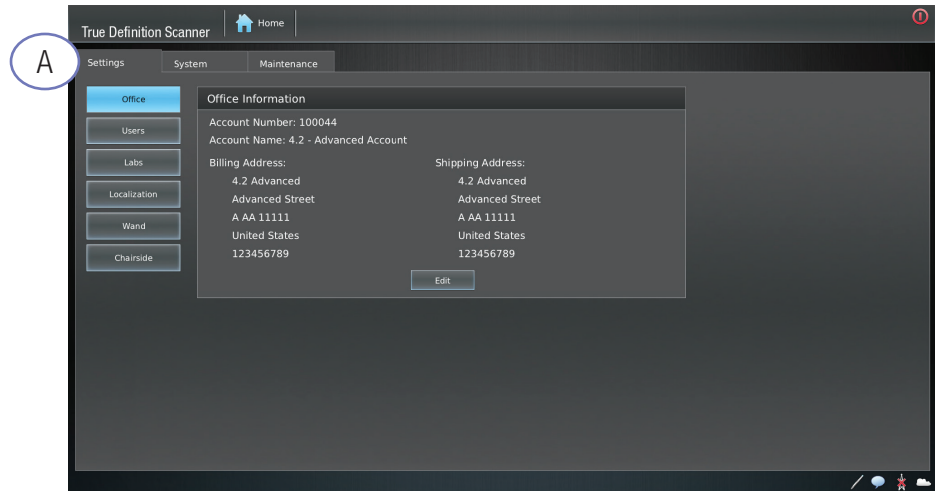 True Definition Scanner
Home
A
Settings System Maintenance
Office
Users
Labs
Localization
Wand
Chairside
Office Information
Account Number: 100044
Account Name: 4.2 - Advanced Account
Billing Address:
4.2 Advanced
Advanced Street
A AA 11111
United States
123456789
Shipping Address:
4.2 Advanced
Advanced Street
A AA 11111
United States
123456789
Edit